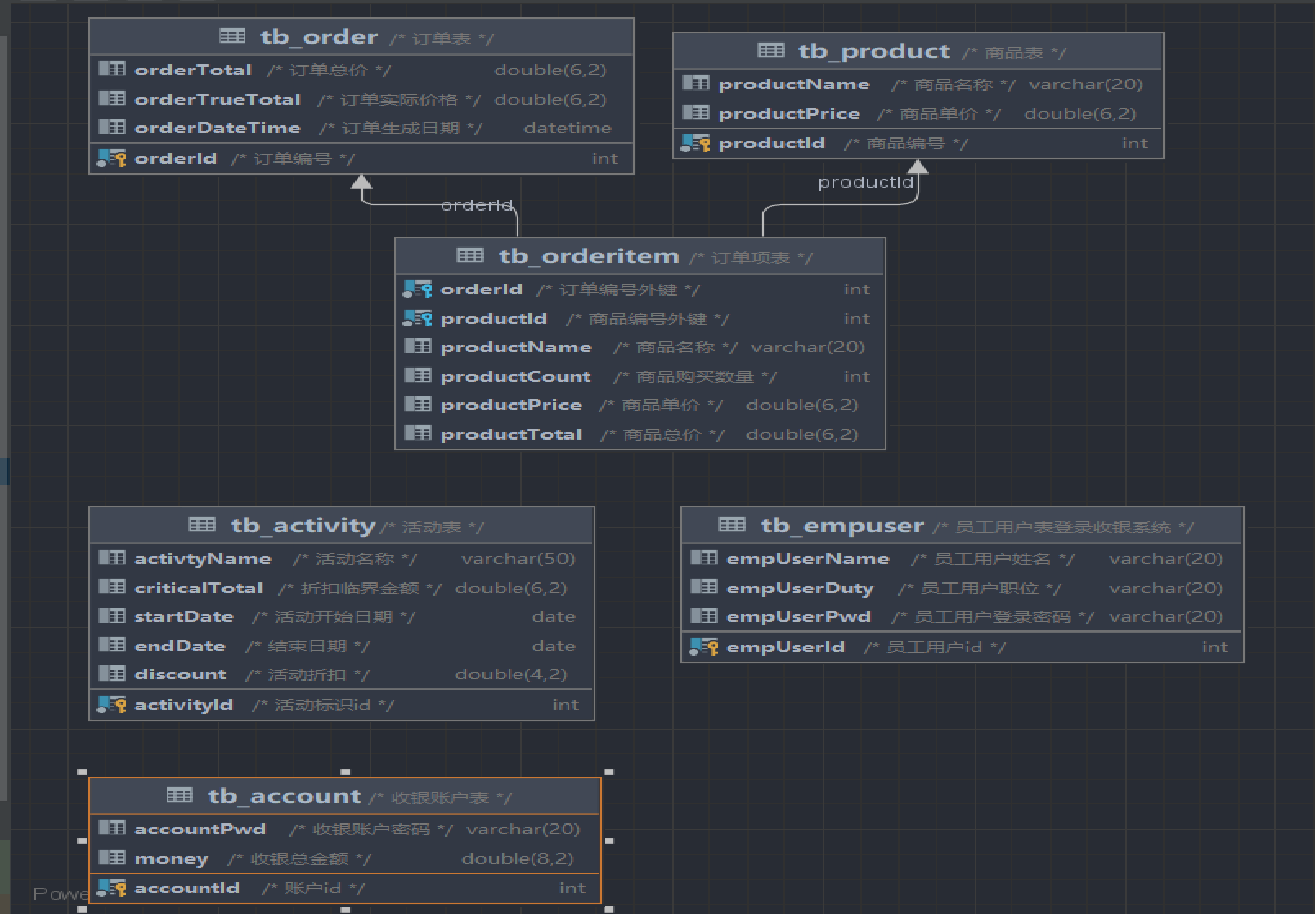 tb_order /* 订单表 */
orderTotal /* 订单总价 */ double(6,2)
orderTrueTotal /* 订单实际价格 */ double(6,2)
orderDateTime /* 订单生成日期 */ datetime
orderId /* 订单编号 */ int
tb_product /* 商品表 */
productName /* 商品名称 */ varchar(20)
productPrice /* 商品单价 */ double(6,2)
productId /* 商品编号 */ int
orderId
productId
tb_orderitem /* 订单项表 */
orderId /* 订单编号外键 */ int
productId /* 商品编号外键 */ int
productName /* 商品名称 */ varchar(20)
productCount /* 商品购买数量 */ int
productPrice /* 商品单价 */ double(6,2)
productTotal /* 商品总价 */ double(6,2)
tb_activity /* 活动表 */
activtyName /* 活动名称 */ varchar(50)
criticalTotal /* 折扣临界金额 */ double(6,2)
startDate /* 活动开始日期 */ date
endDate /* 结束日期 */ date
discount /* 活动折扣 */ double(4,2)
activityId /* 活动标识id */ int
tb_empuser /* 员工用户表登录收银系统 */
empUserName /* 员工用户姓名 */ varchar(20)
empUserDuty /* 员工用户职位 */ varchar(20)
empUserPwd /* 员工用户登录密码 */ varchar(20)
empUserId /* 员工用户id */ int
tb_account /* 收银账户表 */
accountPwd /* 收银账户密码 */ varchar(20)
money /* 收银总金额 */ double(8,2)
accountId /* 账户id */ int
Powe